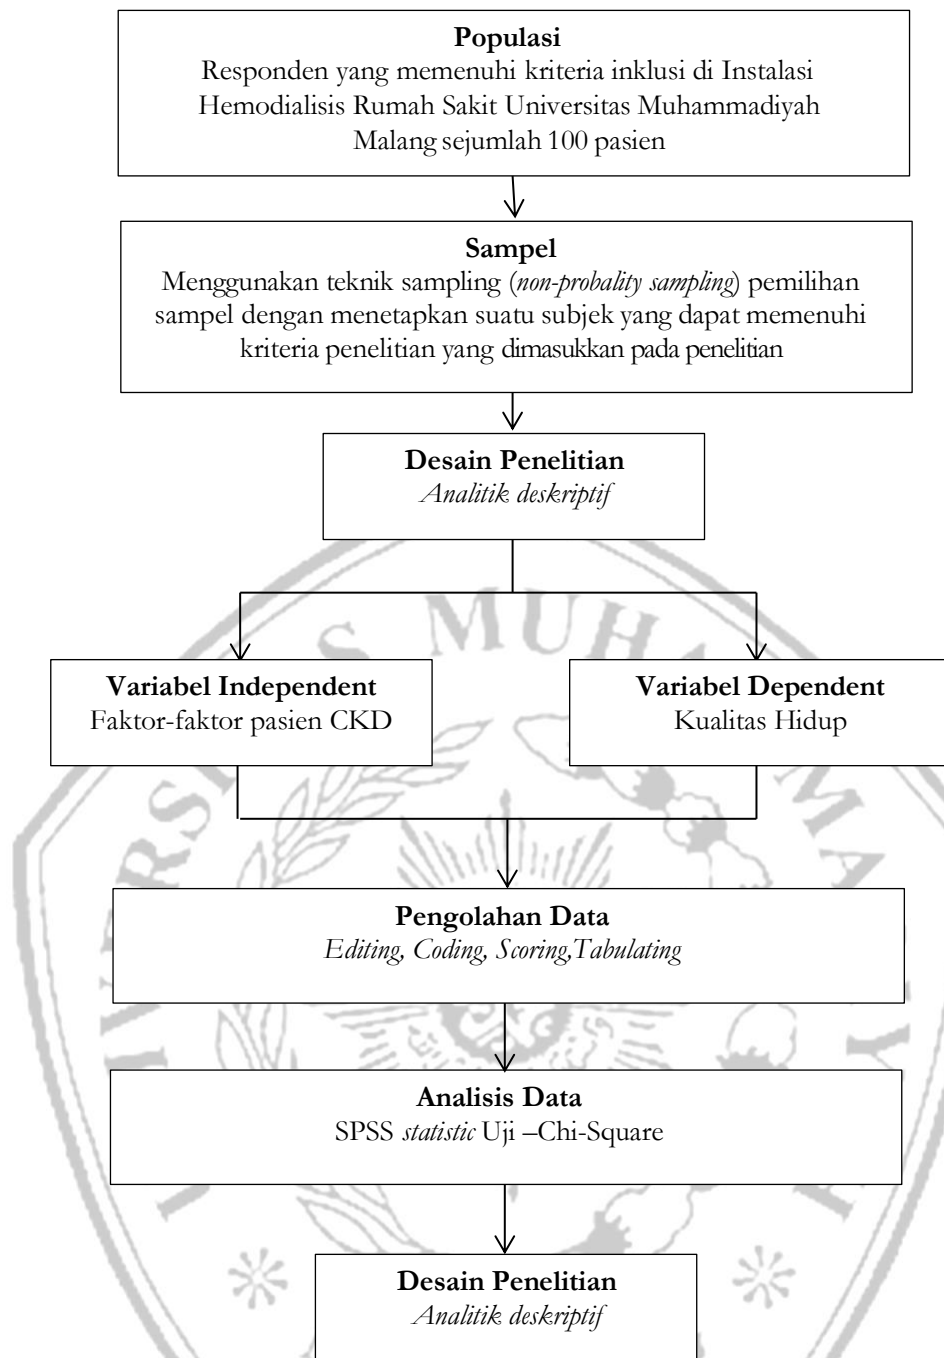 Populasi
Responden yang memenuhi kriteria inklusi di Instalasi
Hemodialisis Rumah Sakit Universitas Muhammadiyah
Malang sejumlah 100 pasien
Sampel
Menggunakan teknik sampling (non-probality sampling) pemilihan
sampel dengan menetapkan suatu subjek yang dapat memenuhi
kriteria penelitian yang dimasukkan pada penelitian
Desain Penelitian
Analitik deskriptif
Variabel Independent
Faktor-faktor pasien CKD
Variabel Dependent
Kualitas Hidup
Pengolahan Data
Editing, Coding, Scoring,Tabulating
Analisis Data
SPSS statistic Uji –Chi-Square
Desain Penelitian
Analitik deskriptif